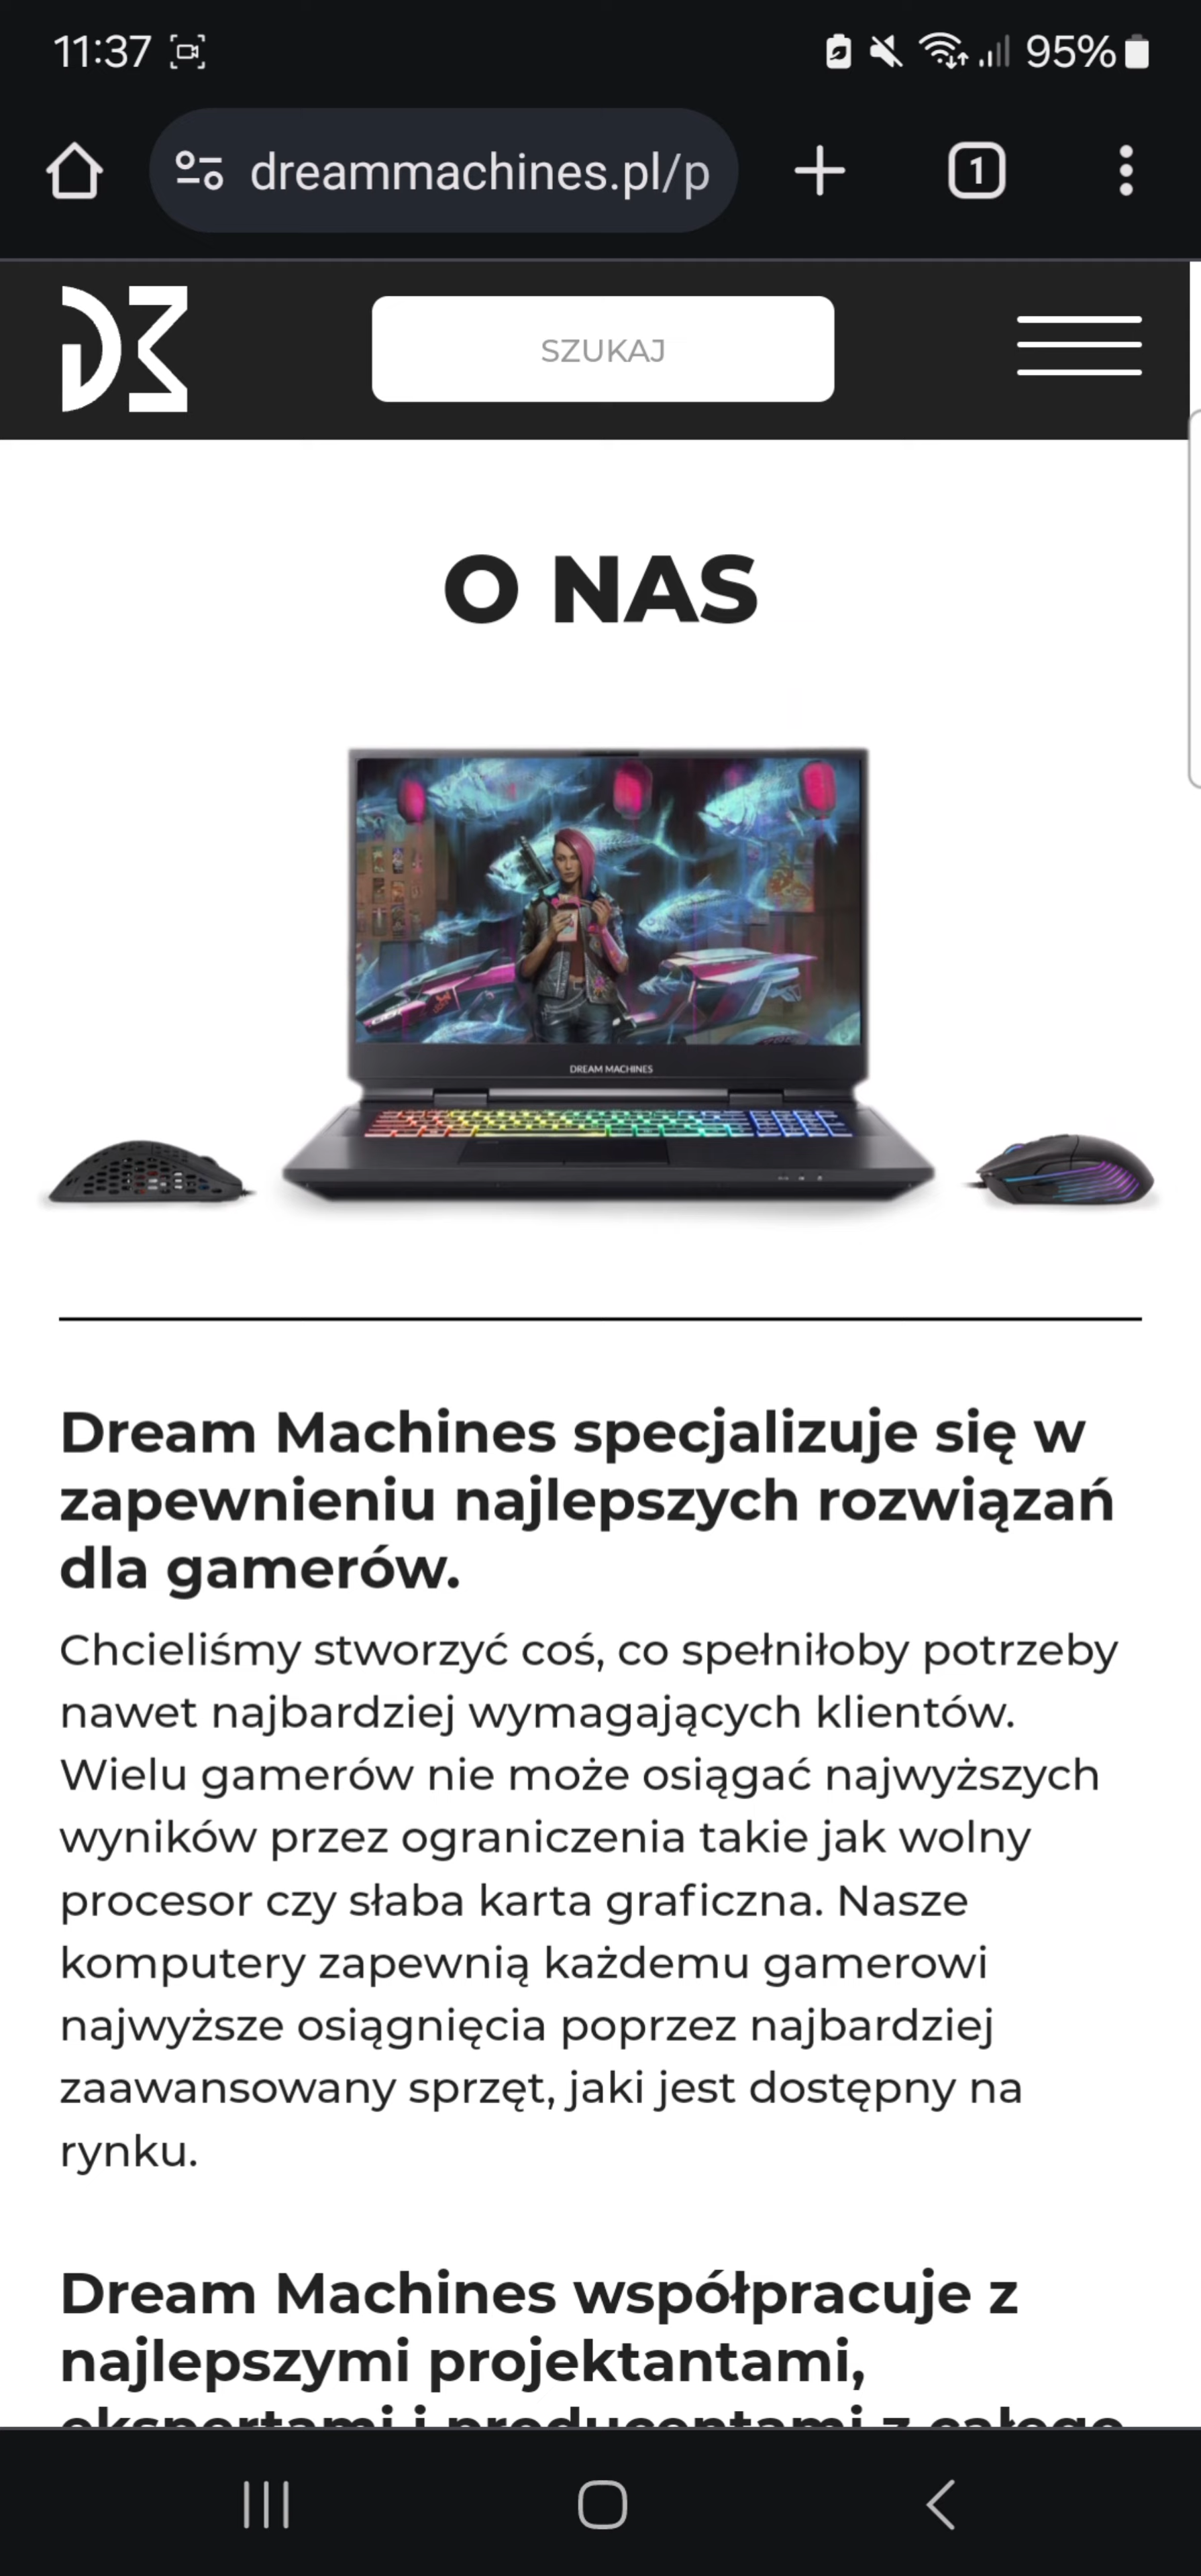 11:37
95%
dreammachines.pl/p
1
SZUKAJ
O NAS
DREAM MACHINES
Dream Machines specjalizuje się w
zapewnieniu najlepszych rozwiązań
dla gamerów.
Chcieliśmy stworzyć coś, co spełniłoby potrzeby
nawet najbardziej wymagających klientów.
Wielu gamerów nie może osiągać najwyższych
wyników przez ograniczenia takie jak wolny
procesor czy słaba karta graficzna. Nasze
komputery zapewnią każdemu gamerowi
najwyższe osiągnięcia poprzez najbardziej
zaawansowany sprzęt, jaki jest dostępny na
rynku.
Dream Machines współpracuje z
najlepszymi projektantami,
ekspertami i producentami z całego